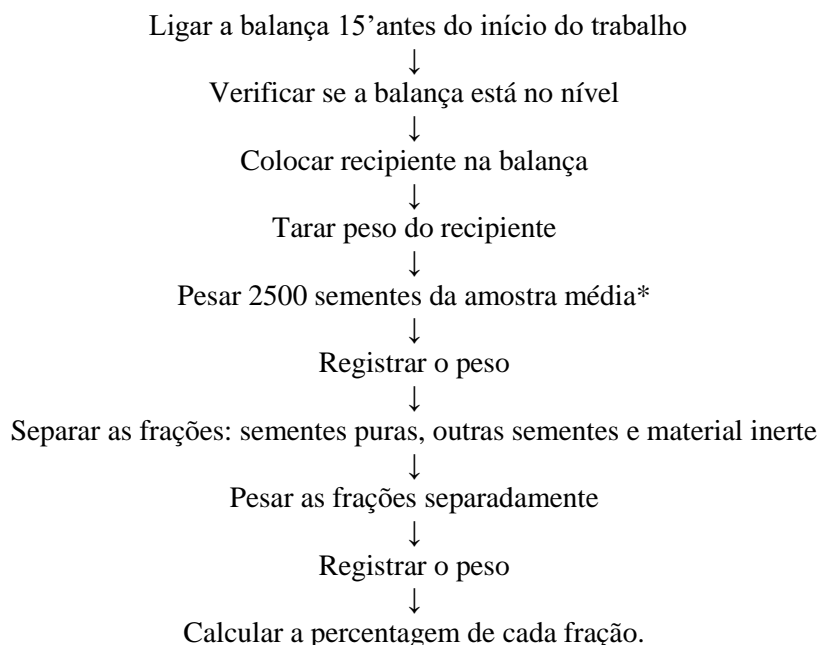 Ligar a balança 15’antes do início do trabalho
↓
Verificar se a balança está no nível
↓
Colocar recipiente na balança
↓
Tarar peso do recipiente
↓
Pesar 2500 sementes da amostra média*
↓
Registrar o peso
↓
Separar as frações: sementes puras, outras sementes e material inerte
↓
Pesar as frações separadamente
↓
Registrar o peso
↓
Calcular a percentagem de cada fração.